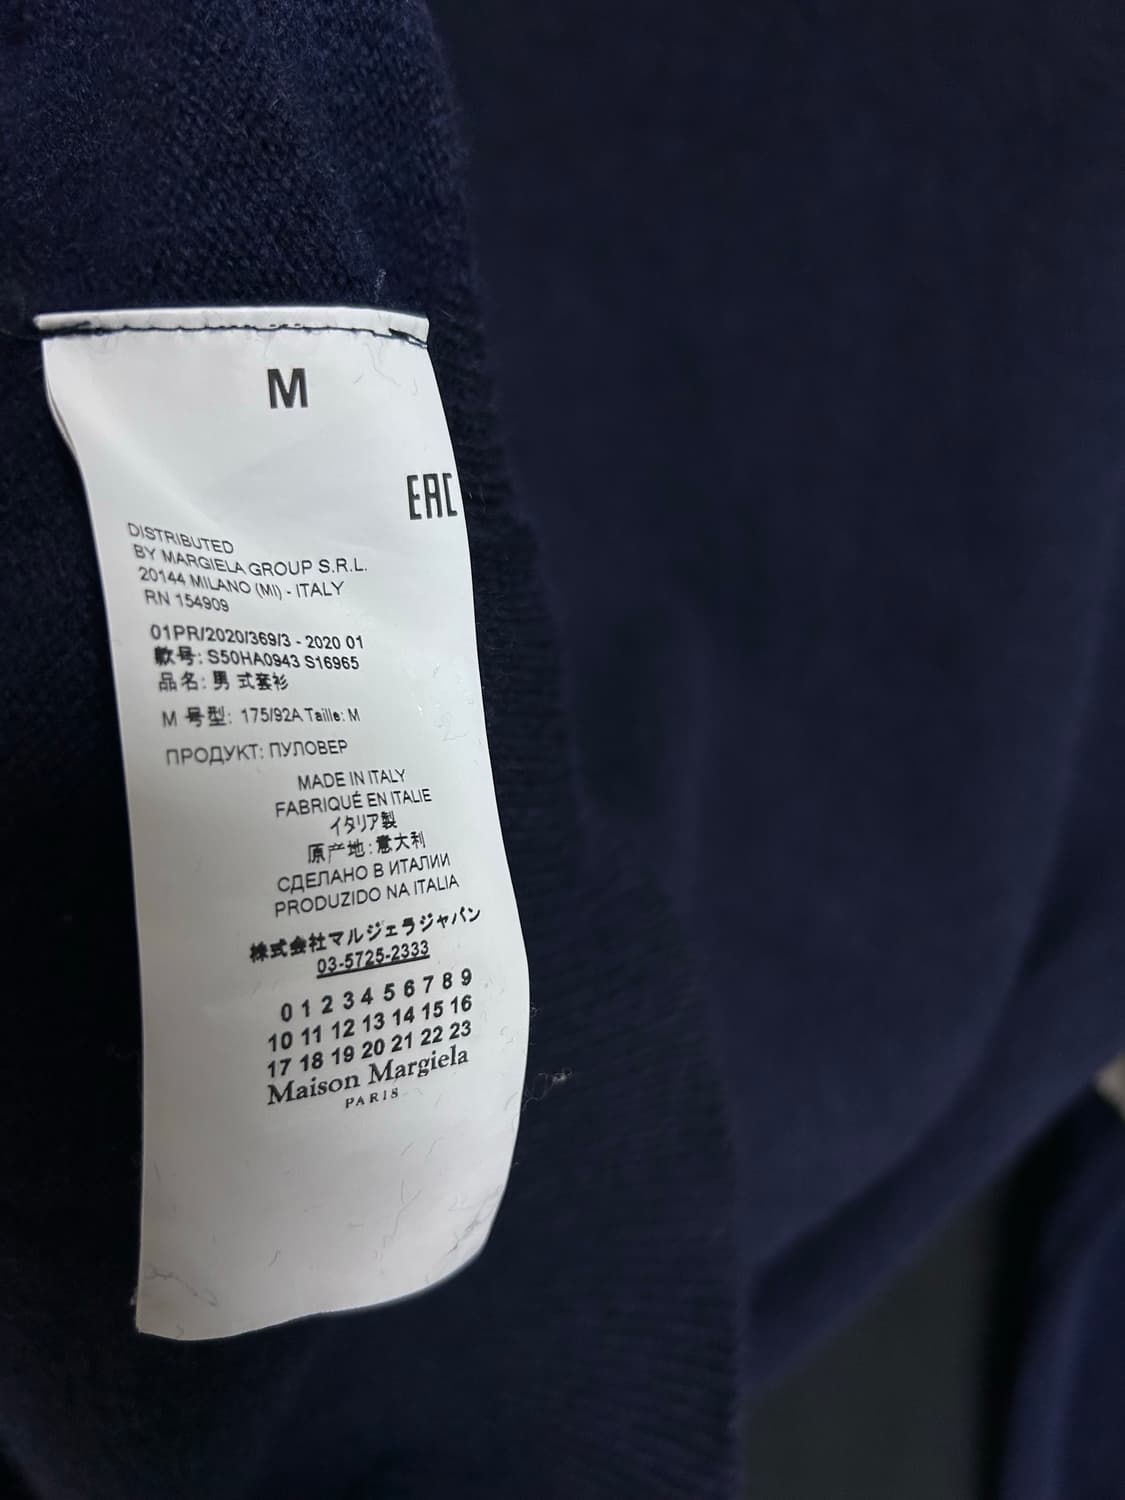 M
EAC
DISTRIBUTED
BY MARGIELA GROUP S.R.L.
20144 MILANO (MI) - ITALY
RN 154909
01PR/2020/369/3 - 2020 01
款号: S50HA0943 S16965
品名: 男 式套衫
M 号型: 175/92A Taille: M
ПРОДУКТ: ПУЛОВЕР
MADE IN ITALY
FABRIQUÉ EN ITALIE
イタリア製
原产地: 意大利
СДЕЛАНО В ИТАЛИИ
PRODUZIDO NA ITALIA
株式会社マルジェラジャパン
03-5725-2333
0 1 2 3 4 5 6 7 8 9
10 11 12 13 14 15 16
17 18 19 20 21 22 23
Maison Margiela
PARIS